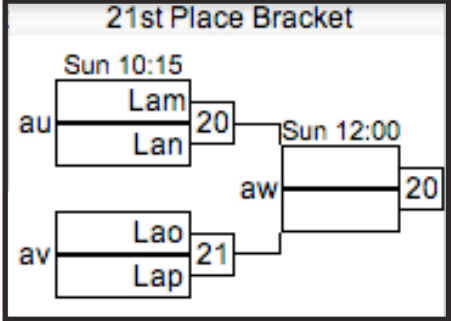 21st Place Bracket
Sun 10:15
Lam
au
20
Lan
Sun 12:00
aw
20
Lao
av
21
Lap